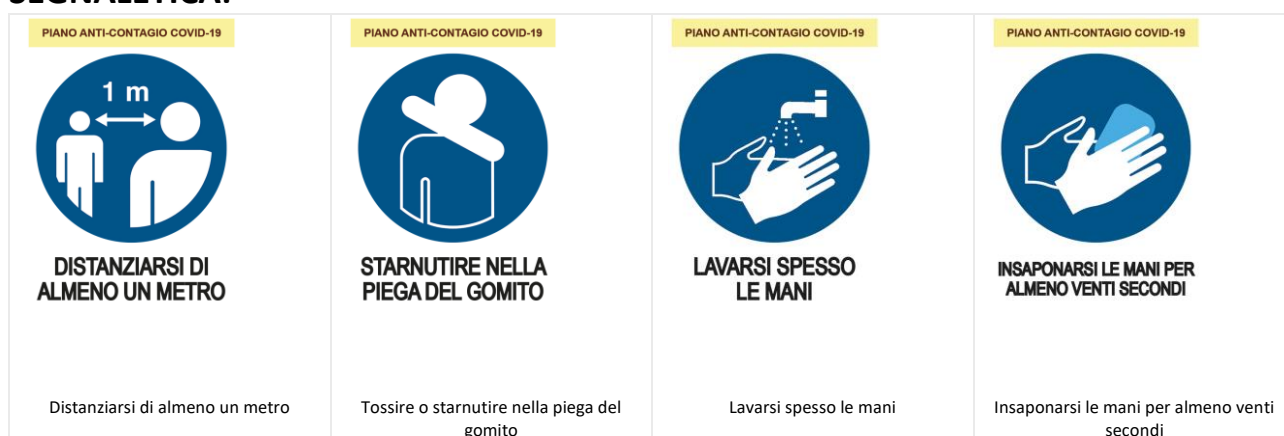 SEGNALETICA:
PIANO ANTI-CONTAGIO COVID-19
1 m
DISTANZIARSI DI
ALMENO UN METRO
Distanziarsi di almeno un metro
PIANO ANTI-CONTAGIO COVID-19
STARNUTIRE NELLA
PIEGA DEL GOMITO
Tossire o starnutire nella piega del
gomito
PIANO ANTI-CONTAGIO COVID-19
LAVARSI SPESSO
LE MANI
Lavarsi spesso le mani
PIANO ANTI-CONTAGIO COVID-19
INSAPONARSI LE MANI PER
ALMENO VENTI SECONDI
Insaponarsi le mani per almeno venti
secondi